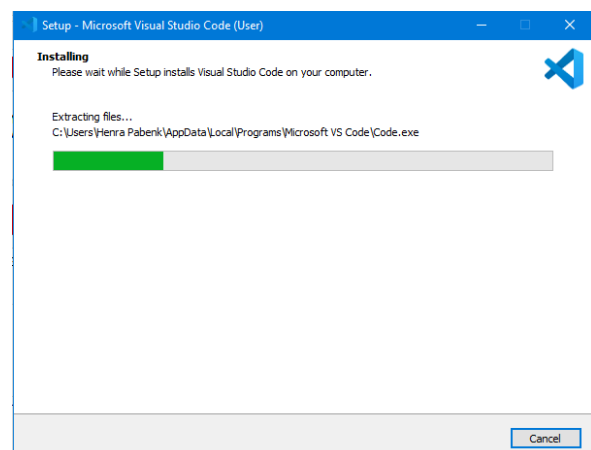 Setup - Microsoft Visual Studio Code (User)
Installing
Please wait while Setup installs Visual Studio Code on your computer.
Extracting files...
C:\Users\Henra Pabenk\AppData\Local\Programs\Microsoft VS Code\Code.exe
Cancel